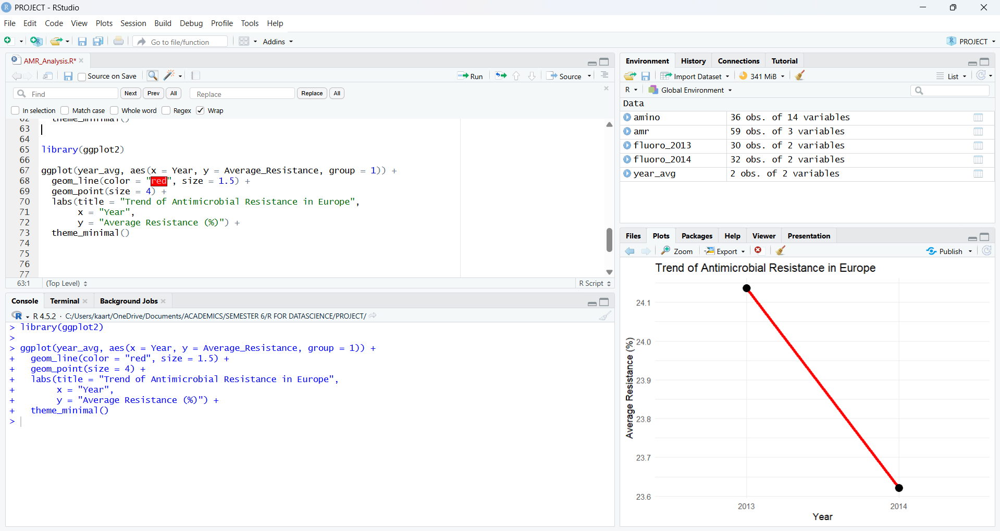 PROJECT - RStudio
File Edit Code View Plots Session Build Debug Profile Tools Help
Go to file/function Addins PROJECT
AMR_Analysis.R*
Source on Save Run Source
Find Next Prev All Replace Replace All
In selection Match case Whole word Regex Wrap
62 theme_minimal()
63
64
65 library(ggplot2)
66
67 ggplot(year_avg, aes(x = Year, y = Average_Resistance, group = 1)) +
68 geom_line(color = "red", size = 1.5) +
69 geom_point(size = 4) +
70 labs(title = "Trend of Antimicrobial Resistance in Europe",
71 x = "Year",
72 y = "Average Resistance (%)") +
73 theme_minimal()
74
75
76
77
63:1 (Top Level) R Script
Console Terminal Background Jobs
R 4.5.2 · C:/Users/kaart/OneDrive/Documents/ACADEMICS/SEMESTER 6/R FOR DATASCIENCE/PROJECT/
> library(ggplot2)
>
> ggplot(year_avg, aes(x = Year, y = Average_Resistance, group = 1)) +
+ geom_line(color = "red", size = 1.5) +
+ geom_point(size = 4) +
+ labs(title = "Trend of Antimicrobial Resistance in Europe",
+ x = "Year",
+ y = "Average Resistance (%)") +
+ theme_minimal()
>
Environment History Connections Tutorial
Import Dataset 341 MiB List
R Global Environment
Data
amino 36 obs. of 14 variables
amr 59 obs. of 3 variables
fluoro_2013 30 obs. of 2 variables
fluoro_2014 32 obs. of 2 variables
year_avg 2 obs. of 2 variables
Files Plots Packages Help Viewer Presentation
Zoom Export Publish
Trend of Antimicrobial Resistance in Europe
Average Resistance (%)
24.1
24.0
23.9
23.8
23.7
23.6
2013 2014
Year